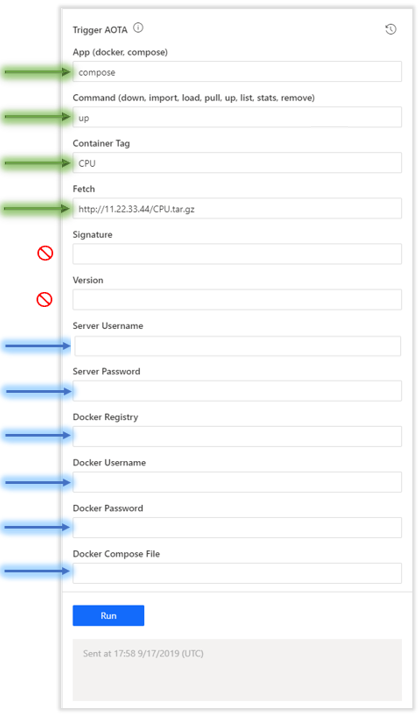 Trigger AOTA
App (docker, compose)
compose
Command (down, import, load, pull, up, list, stats, remove)
up
Container Tag
CPU
Fetch
http://11.22.33.44/CPU.tar.gz
Signature
Version
Server Username
Server Password
Docker Registry
Docker Username
Docker Password
Docker Compose File
Run
Sent at 17:58 9/17/2019 (UTC)